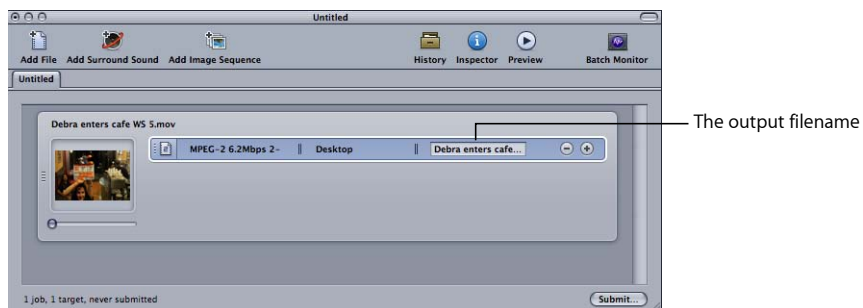 Untitled
Add File Add Surround Sound Add Image Sequence History Inspector Preview Batch Monitor
Untitled
Debra enters cafe WS 5.mov
MPEG-2 6.2Mbps 2- Desktop Debra enters cafe...
The output filename
1 job, 1 target, never submitted
Submit...